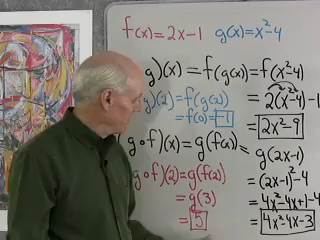 f(x)=2x-1 g(x)=x²-4
g)(x)=f(g(x))=f(x²-4)
g)(2)=f(g(2)) =2(x²-4)-1
=f(0)=-1 =2x²-9
(g∘f)(x)=g(f(x))= g(2x-1)
g∘f)(2)=g(f(2)) =(2x-1)²-4
=g(3) =4x²-4x+1-4
=5 =4x²-4x-3